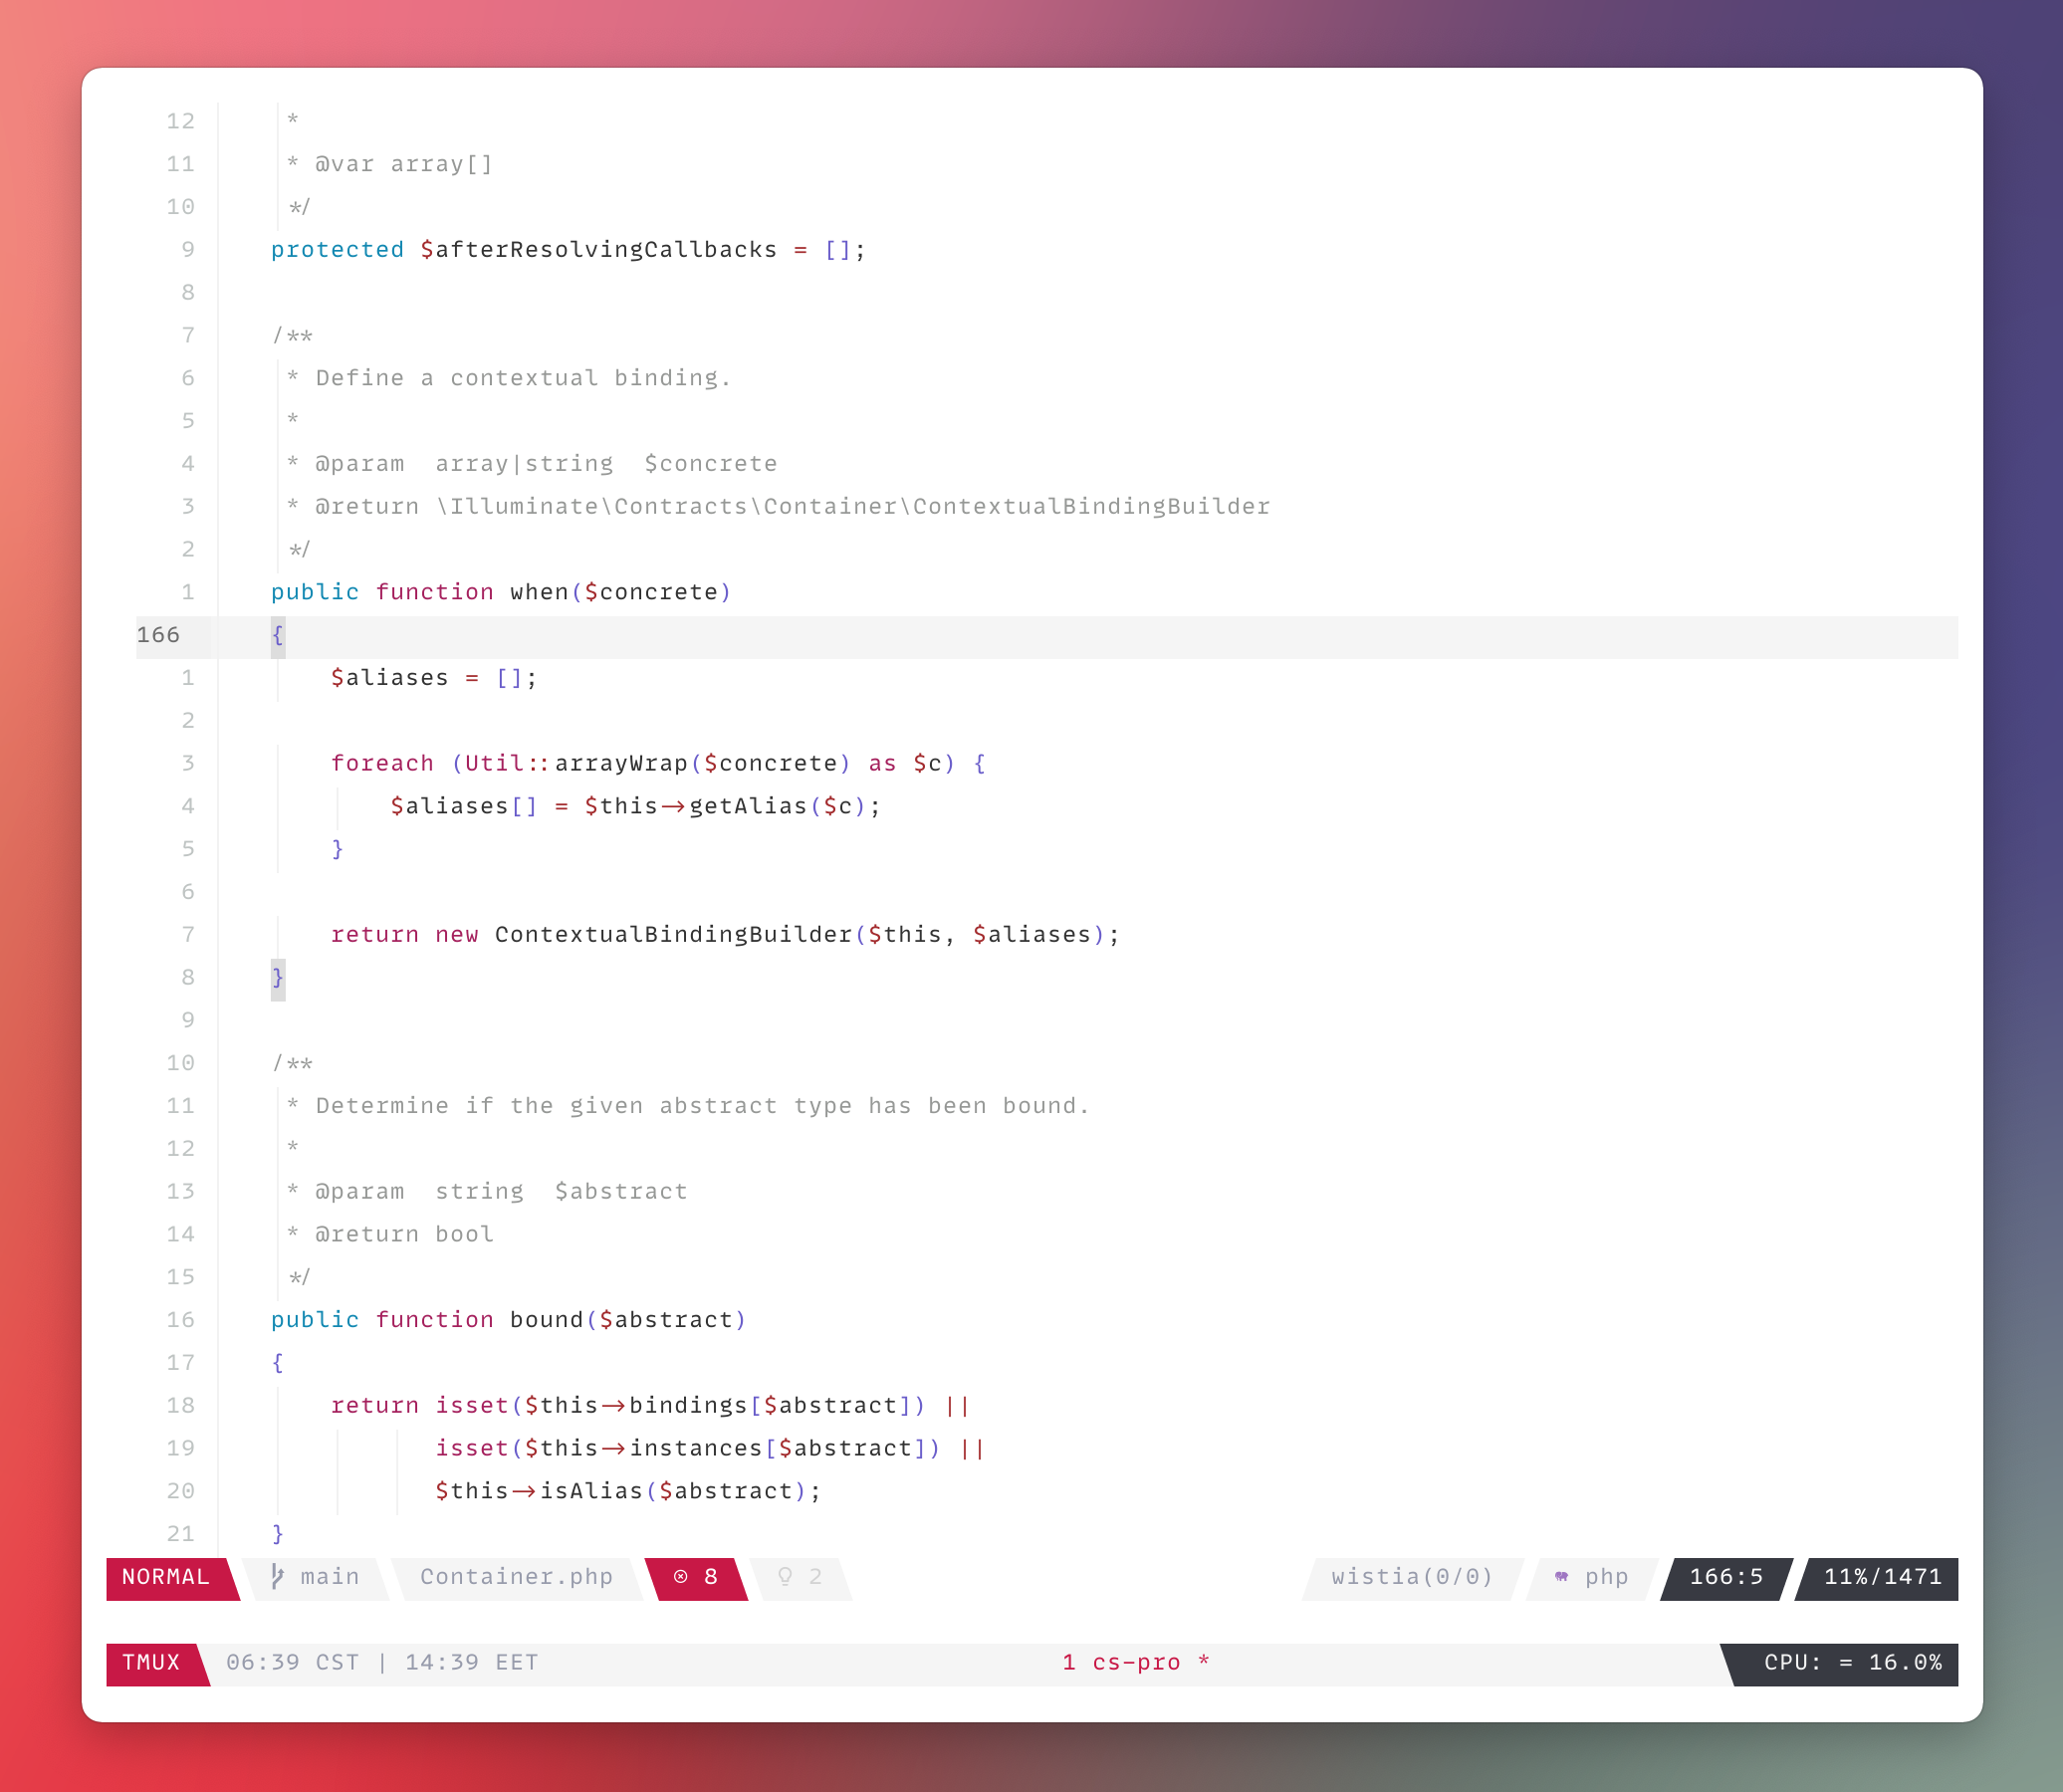 12 *
11 * @var array[]
10 */
9 protected $afterResolvingCallbacks = [];
8
7 /**
6 * Define a contextual binding.
5 *
4 * @param  array|string  $concrete
3 * @return \Illuminate\Contracts\Container\ContextualBindingBuilder
2 */
1 public function when($concrete)
166 {
1 $aliases = [];
2
3 foreach (Util::arrayWrap($concrete) as $c) {
4 $aliases[] = $this->getAlias($c);
5 }
6
7 return new ContextualBindingBuilder($this, $aliases);
8 }
9
10 /**
11 * Determine if the given abstract type has been bound.
12 *
13 * @param  string  $abstract
14 * @return bool
15 */
16 public function bound($abstract)
17 {
18 return isset($this->bindings[$abstract]) ||
19 isset($this->instances[$abstract]) ||
20 $this->isAlias($abstract);
21 }
NORMAL main Container.php 8 2 wistia(0/0) php 166:5 11%/1471
TMUX 06:39 CST | 14:39 EET 1 cs-pro * CPU: = 16.0%